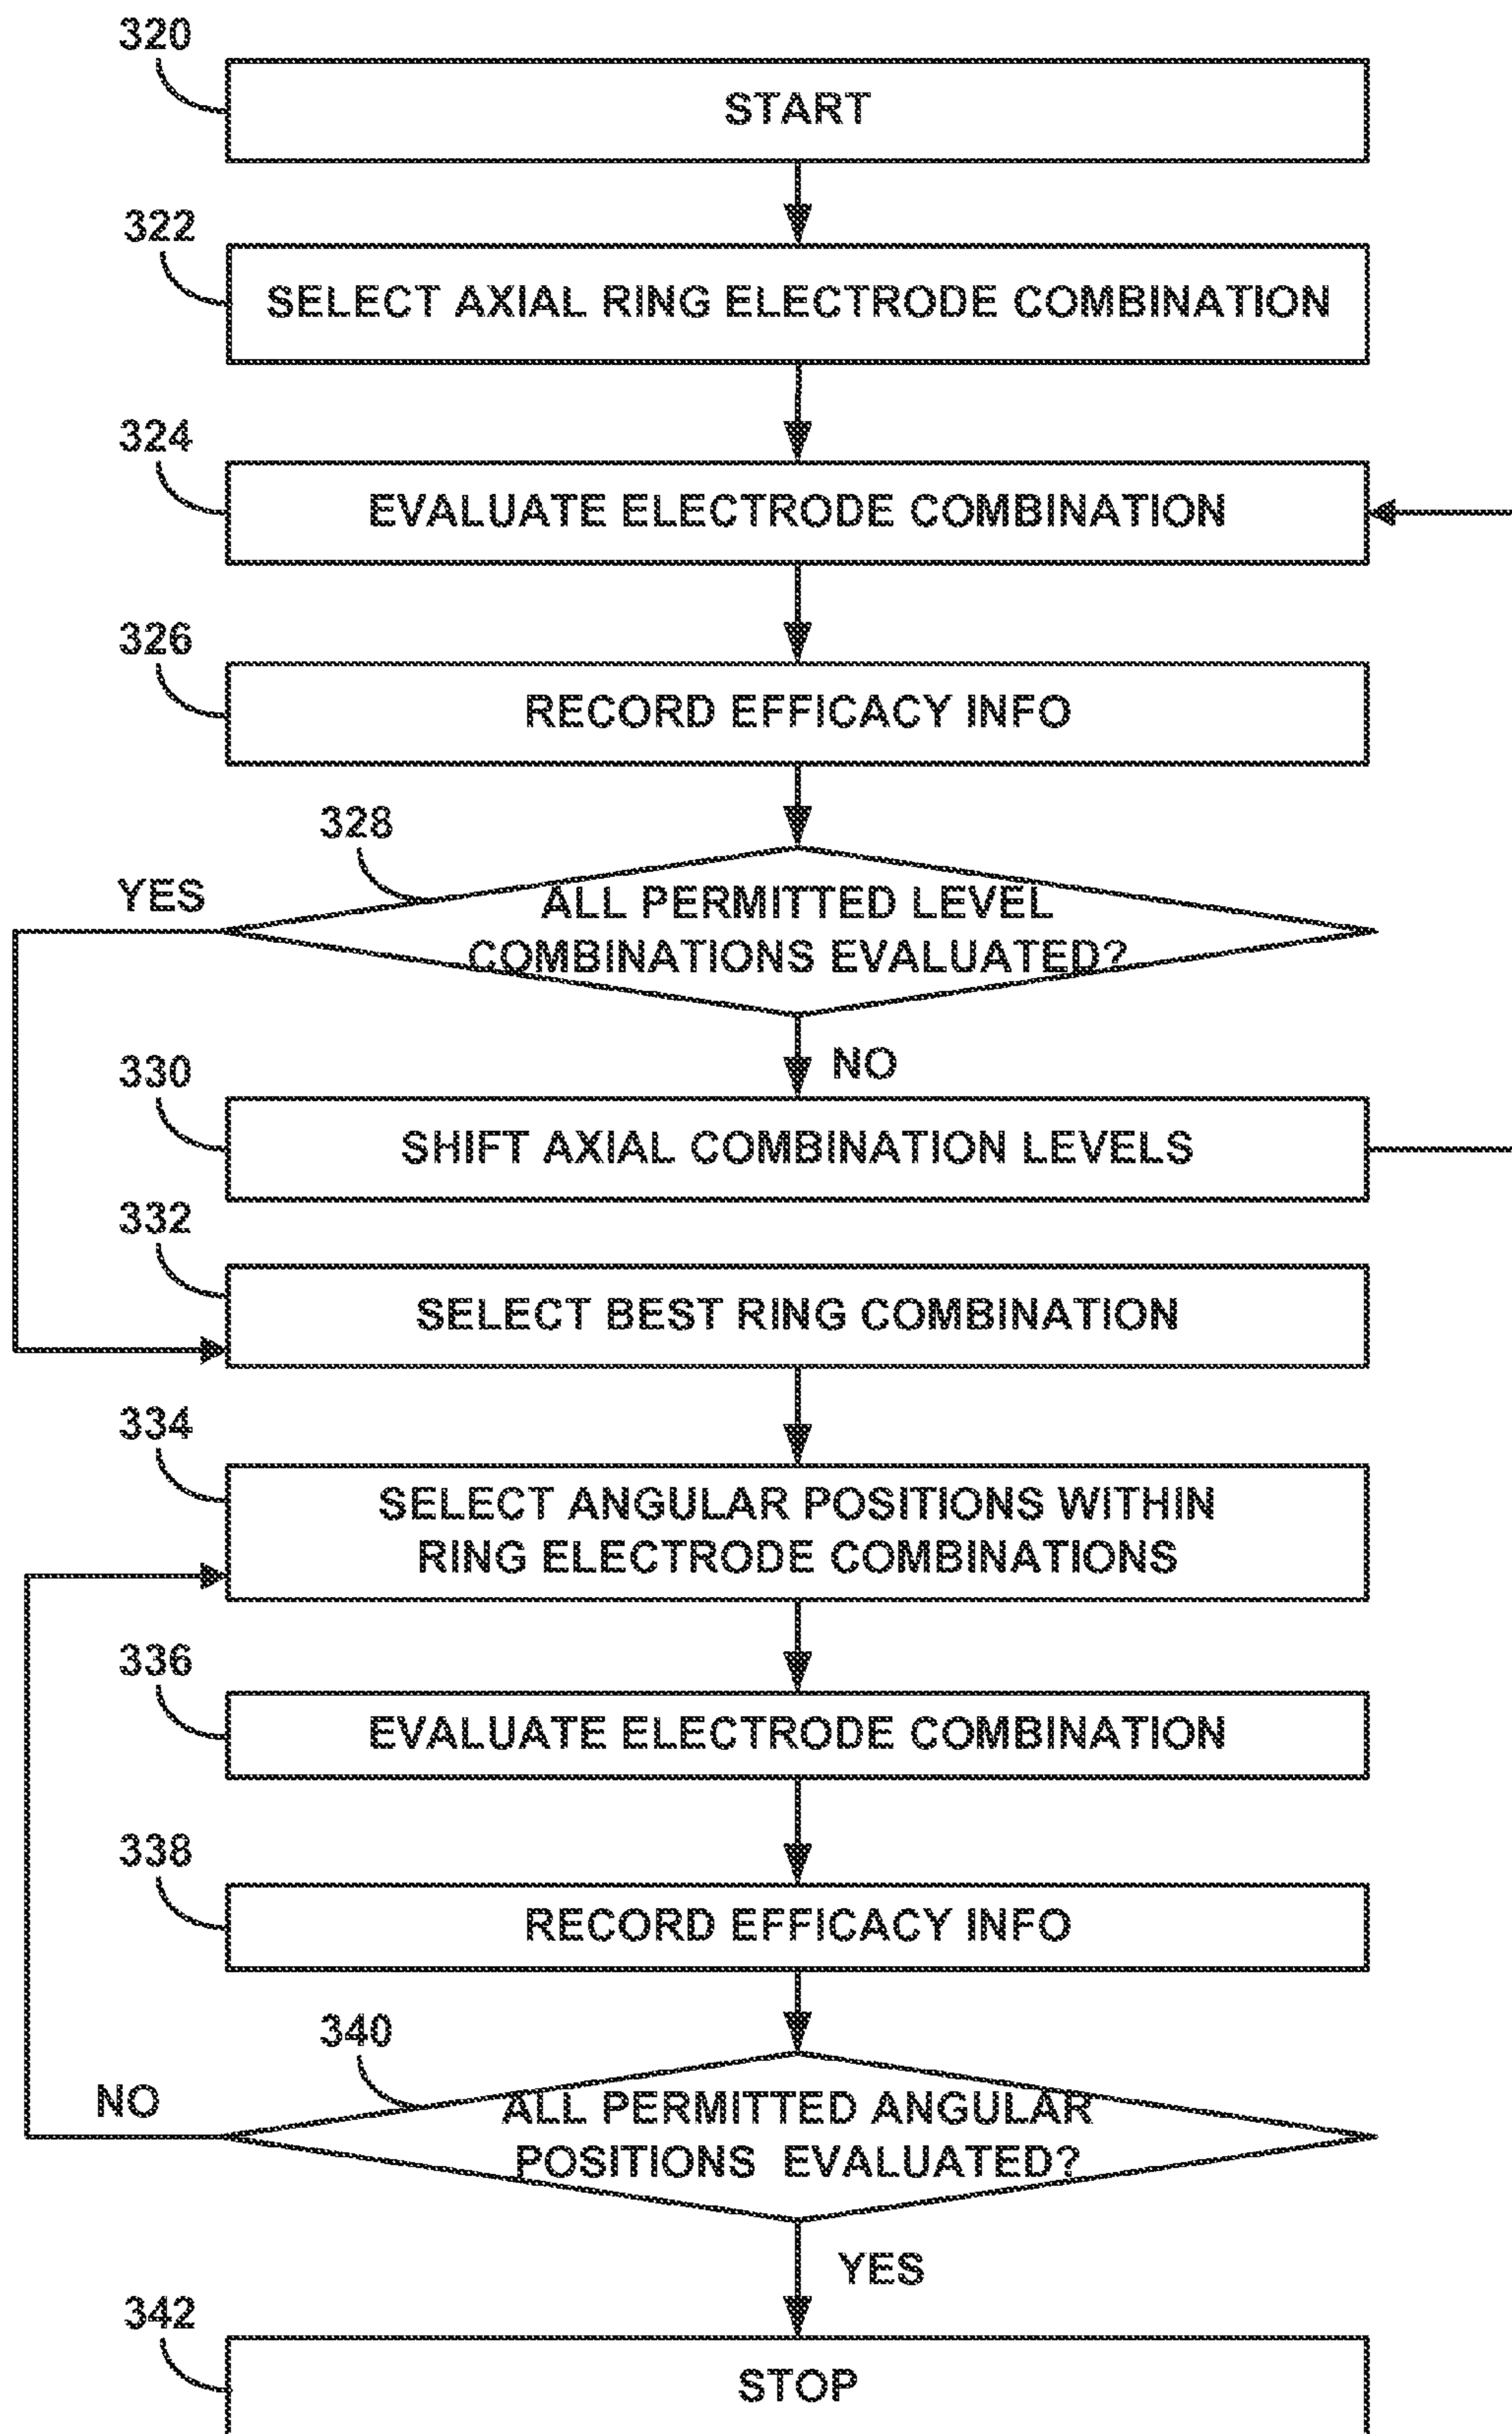 320
START
322
SELECT AXIAL RING ELECTRODE COMBINATION
324
EVALUATE ELECTRODE COMBINATION
326
RECORD EFFICACY INFO
328
YES
ALL PERMITTED LEVEL
COMBINATIONS EVALUATED?
NO
330
SHIFT AXIAL COMBINATION LEVELS
332
SELECT BEST RING COMBINATION
334
SELECT ANGULAR POSITIONS WITHIN
RING ELECTRODE COMBINATIONS
336
EVALUATE ELECTRODE COMBINATION
338
RECORD EFFICACY INFO
340
NO
ALL PERMITTED ANGULAR
POSITIONS EVALUATED?
YES
342
STOP